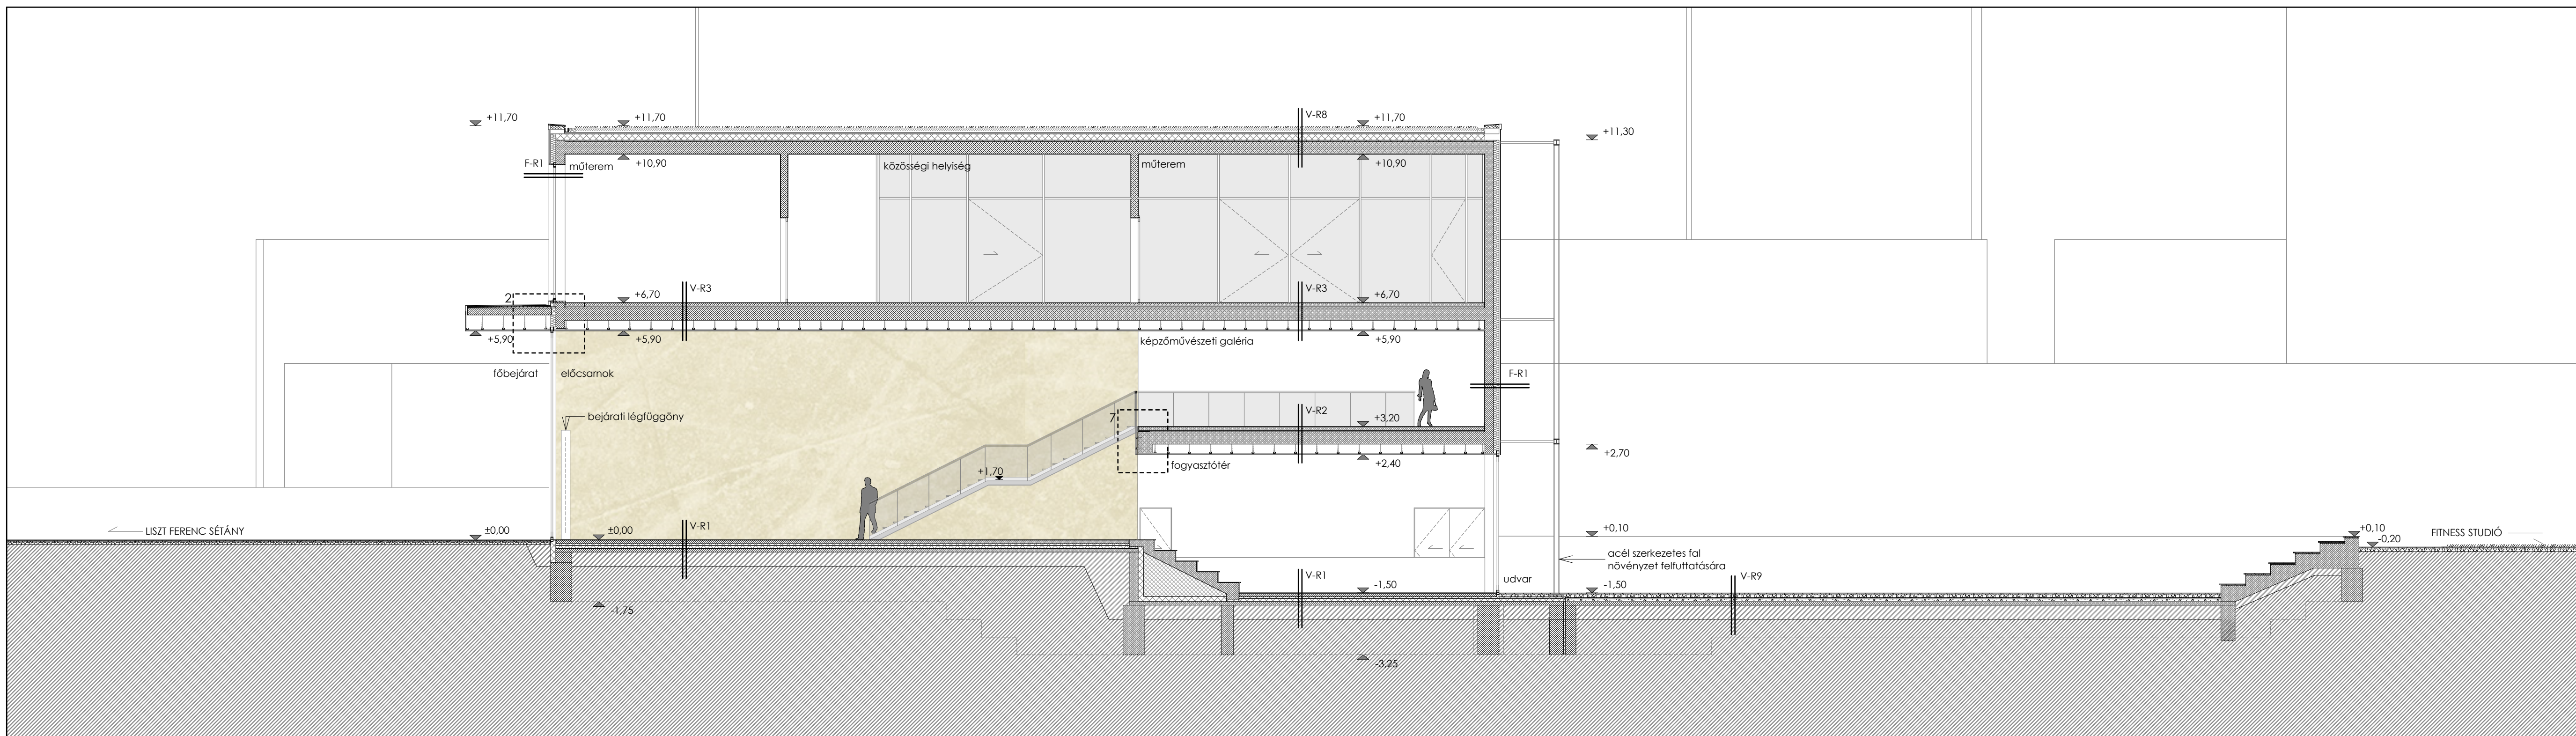 +11,70
+11,70
V-R8
+11,70
+11,30
F-R1
műterem
+10,90
közösségi helyiség
műterem
+10,90
2
+6,70
V-R3
V-R3
+6,70
+5,90
+5,90
képzőművészeti galéria
+5,90
főbejárat
előcsarnok
F-R1
bejárati légfüggöny
7
V-R2
+3,20
+2,70
+1,70
fogyasztótér
+2,40
LISZT FERENC SÉTÁNY
±0,00
±0,00
V-R1
+0,10
+0,10
-0,20
FITNESS STUDIÓ
acél szerkezetes fal
növényzet felfuttatására
V-R1
-1,50
udvar
-1,50
V-R9
-1,75
-3,25